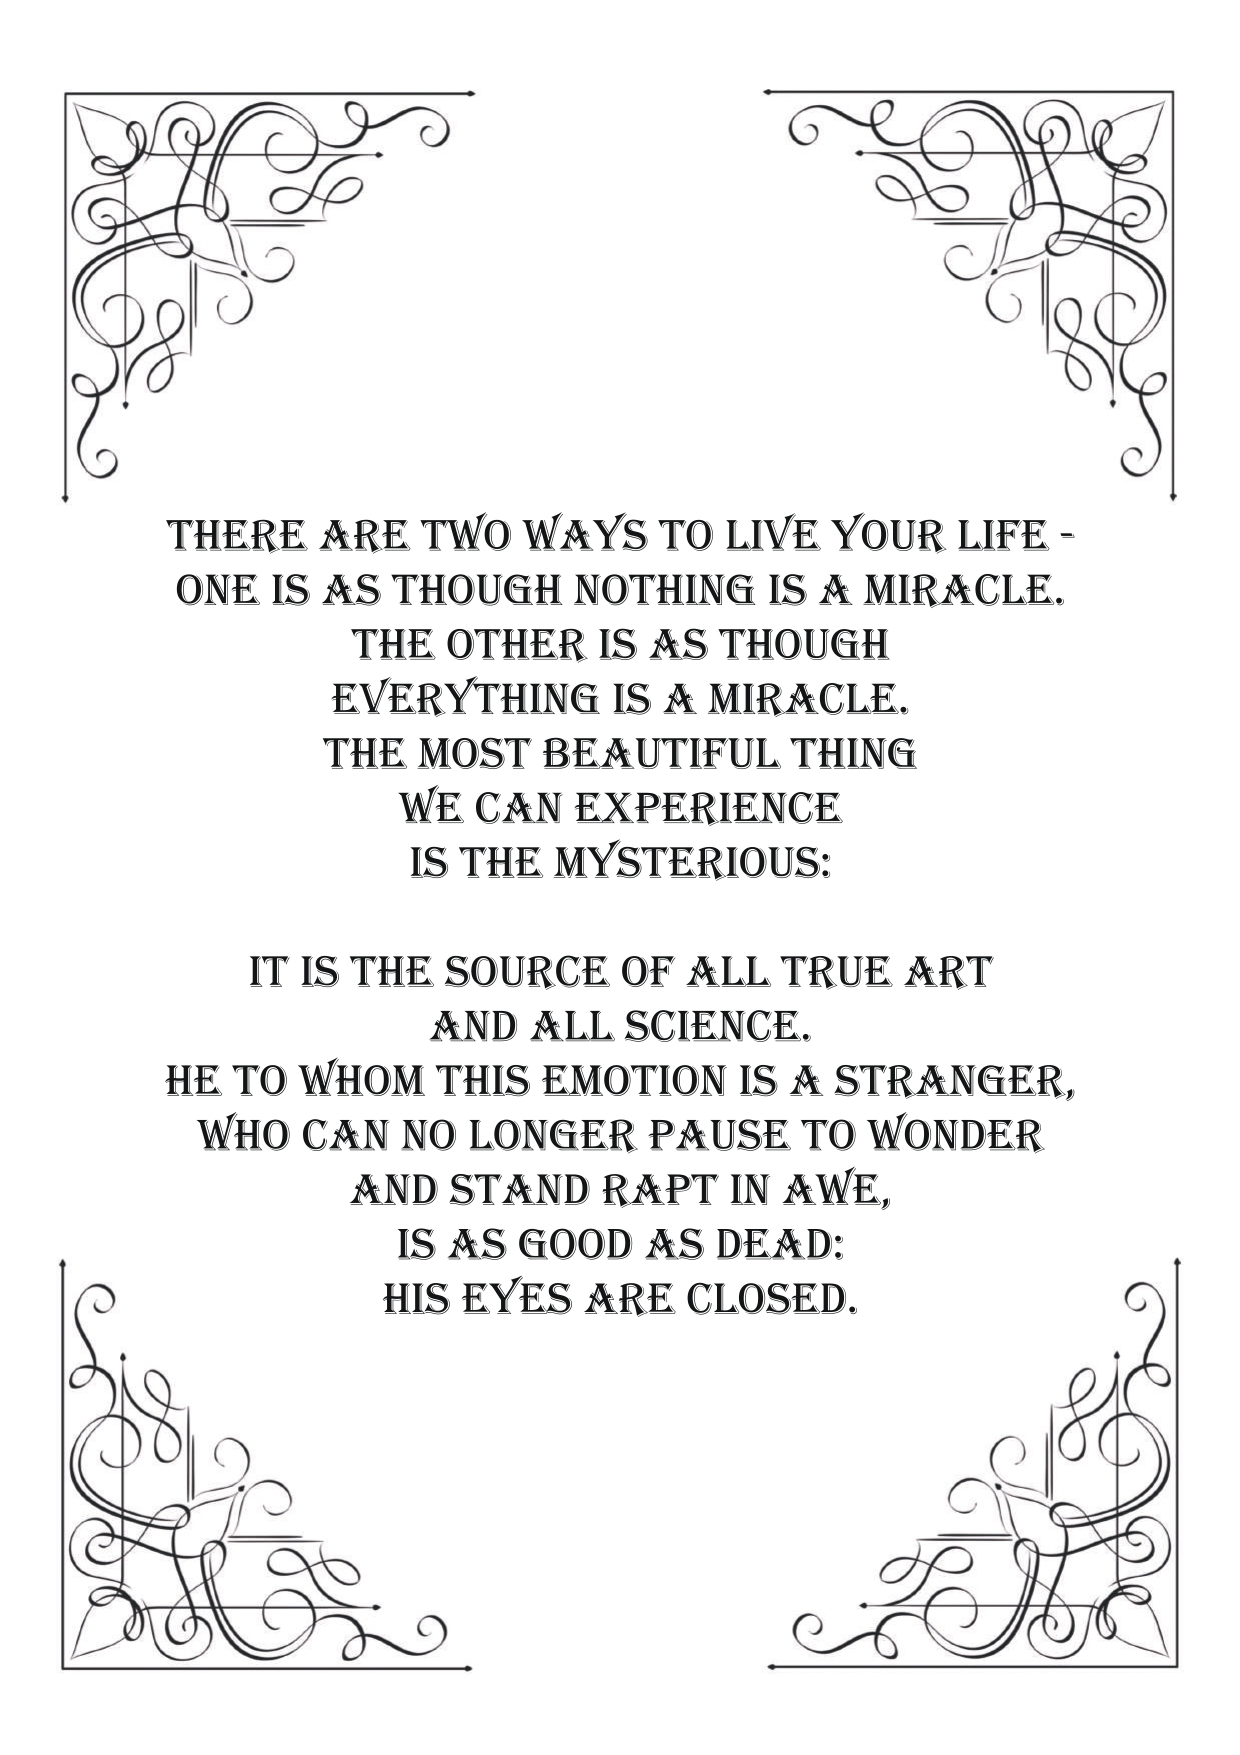 THERE ARE TWO WAYS TO LIVE YOUR LIFE -
ONE IS AS THOUGH NOTHING IS A MIRACLE.
THE OTHER IS AS THOUGH
EVERYTHING IS A MIRACLE.
THE MOST BEAUTIFUL THING
WE CAN EXPERIENCE
IS THE MYSTERIOUS:
IT IS THE SOURCE OF ALL TRUE ART
AND ALL SCIENCE.
HE TO WHOM THIS EMOTION IS A STRANGER,
WHO CAN NO LONGER PAUSE TO WONDER
AND STAND RAPT IN AWE,
IS AS GOOD AS DEAD:
HIS EYES ARE CLOSED.